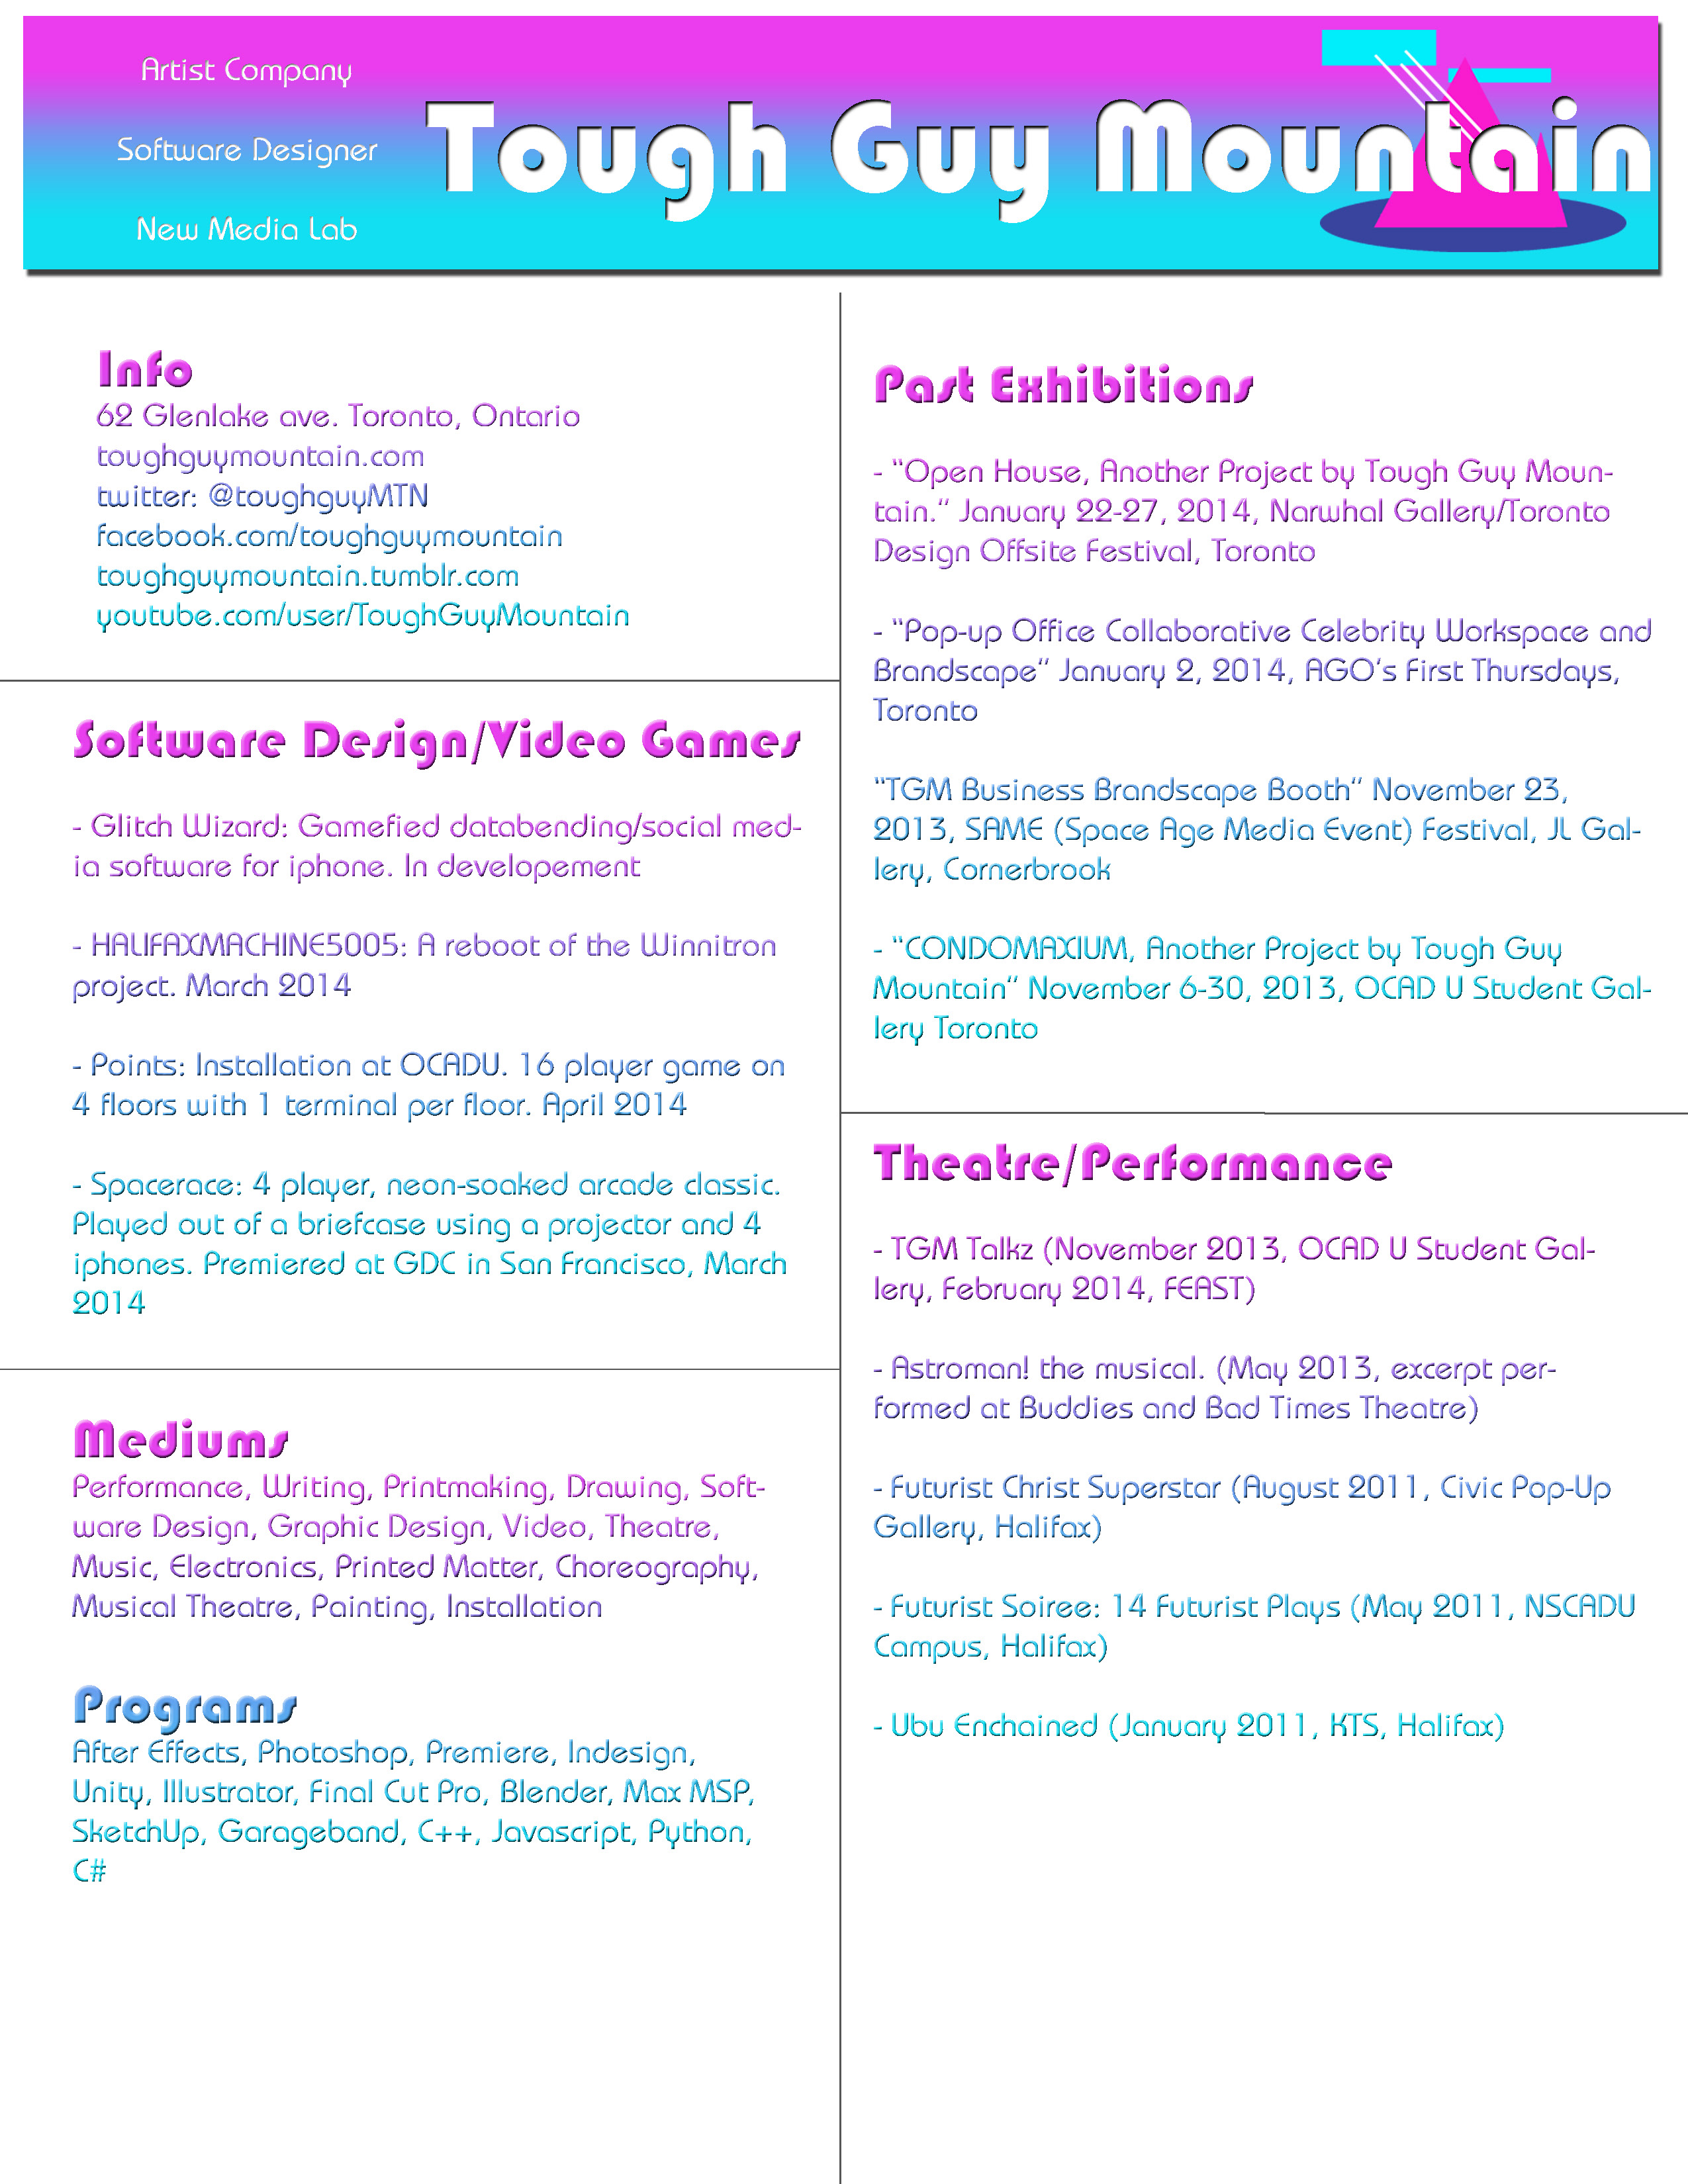 Artist Company
Software Designer
New Media Lab
Tough Guy Mountain
Info
62 Glenlake ave. Toronto, Ontario
toughguymountain.com
twitter: @toughguyMTN
facebook.com/toughguymountain
toughguymountain.tumblr.com
youtube.com/user/ToughGuyMountain
Software Design/Video Games
- Glitch Wizard: Gamefied databending/social med-
ia software for iphone. In developement
- HALIFAXMACHINE5005: A reboot of the Winnitron
project. March 2014
- Points: Installation at OCADU. 16 player game on
4 floors with 1 terminal per floor. April 2014
- Spacerace: 4 player, neon-soaked arcade classic.
Played out of a briefcase using a projector and 4
iphones. Premiered at GDC in San Francisco, March
2014
Mediums
Performance, Writing, Printmaking, Drawing, Soft-
ware Design, Graphic Design, Video, Theatre,
Music, Electronics, Printed Matter, Choreography,
Musical Theatre, Painting, Installation
Programs
After Effects, Photoshop, Premiere, Indesign,
Unity, Illustrator, Final Cut Pro, Blender, Max MSP,
SketchUp, Garageband, C++, Javascript, Python,
C#
Past Exhibitions
- "Open House, Another Project by Tough Guy Moun-
tain." January 22-27, 2014, Narwhal Gallery/Toronto
Design Offsite Festival, Toronto
- "Pop-up Office Collaborative Celebrity Workspace and
Brandscape" January 2, 2014, AGO's First Thursdays,
Toronto
"TGM Business Brandscape Booth" November 23,
2013, SAME (Space Age Media Event) Festival, JL Gal-
lery, Cornerbrook
- "CONDOMAXIUM, Another Project by Tough Guy
Mountain" November 6-30, 2013, OCAD U Student Gal-
lery Toronto
Theatre/Performance
- TGM Talkz (November 2013, OCAD U Student Gal-
lery, February 2014, FEAST)
- Astroman! the musical. (May 2013, excerpt per-
formed at Buddies and Bad Times Theatre)
- Futurist Christ Superstar (August 2011, Civic Pop-Up
Gallery, Halifax)
- Futurist Soiree: 14 Futurist Plays (May 2011, NSCADU
Campus, Halifax)
- Ubu Enchained (January 2011, KTS, Halifax)